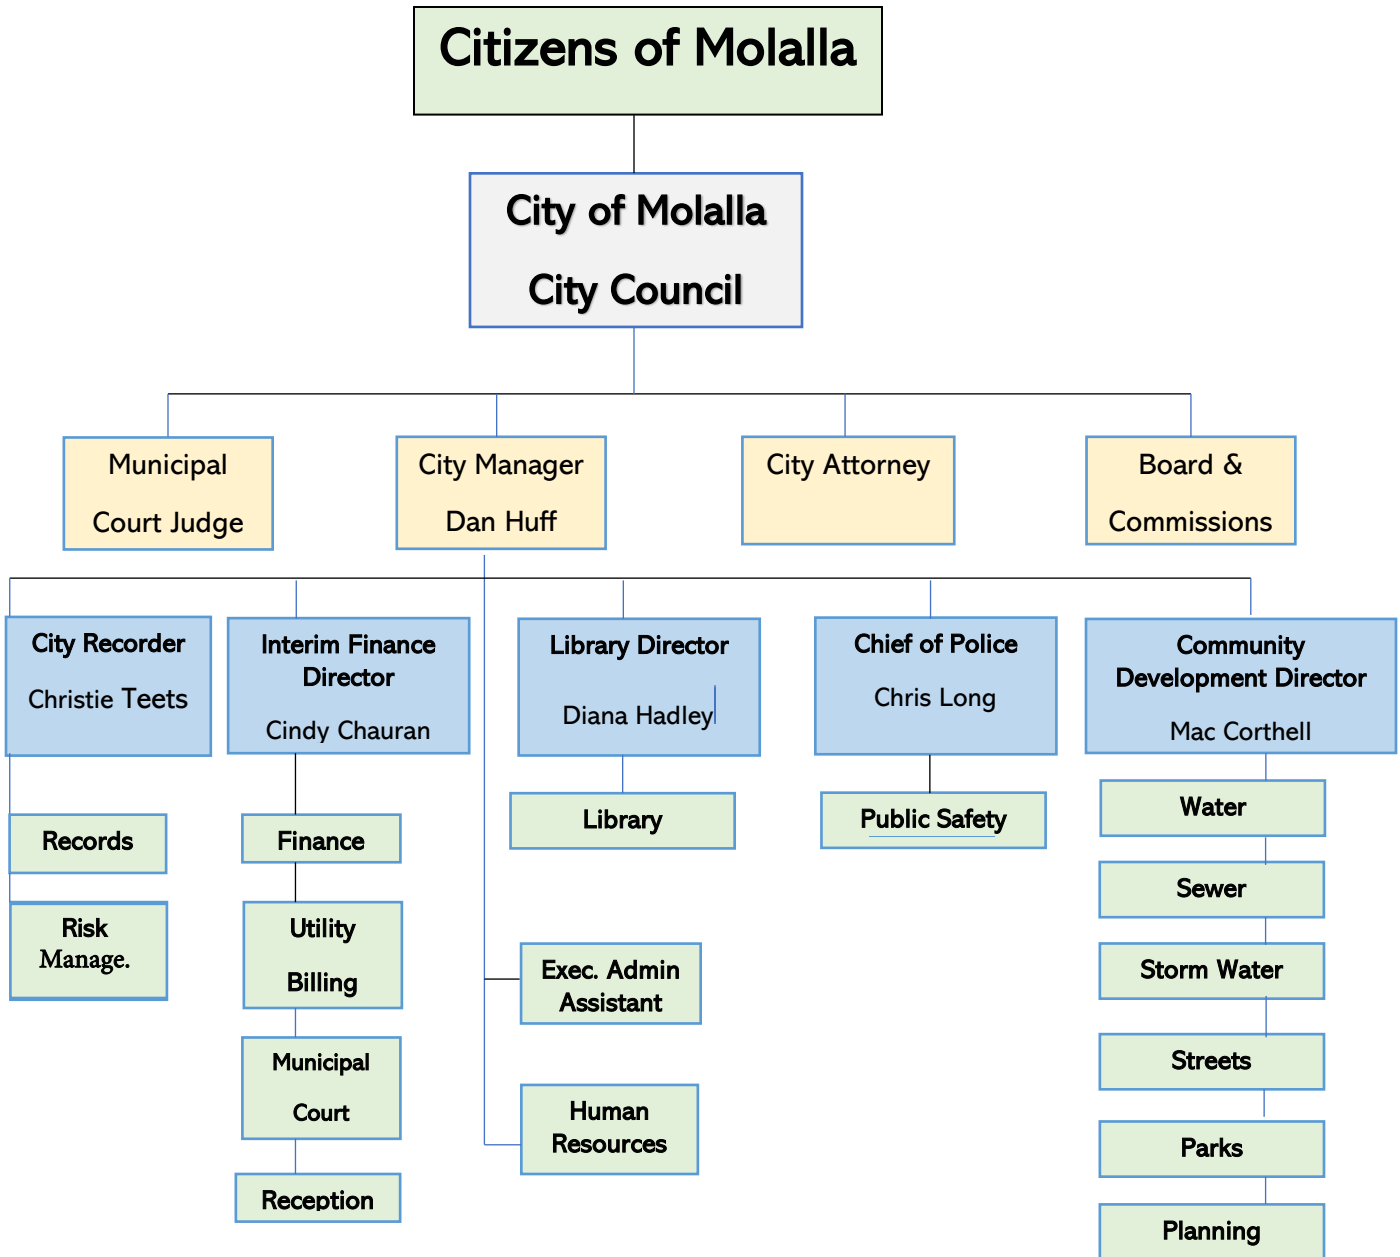 Citizens of Molalla
City of Molalla
City Council
Municipal
Court Judge
City Manager
Dan Huff
City Attorney
Board &
Commissions
City Recorder
Christie Teets
Interim Finance
Director
Cindy Chauran
Library Director
Diana Hadley
Chief of Police
Chris Long
Community
Development Director
Mac Corthell
Records
Risk
Manage.
Finance
Utility
Billing
Municipal
Court
Reception
Library
Exec. Admin
Assistant
Human
Resources
Public Safety
Water
Sewer
Storm Water
Streets
Parks
Planning